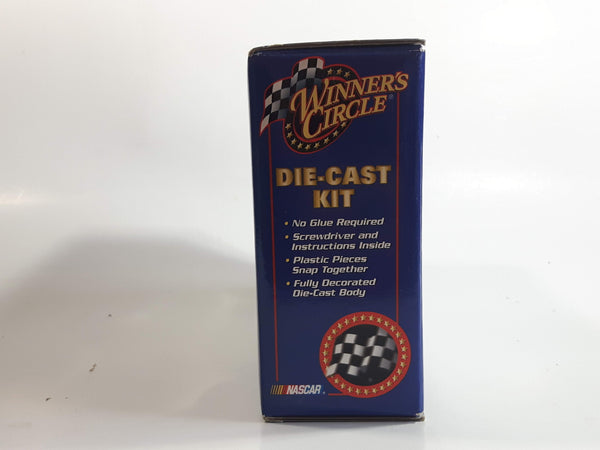 WINNER'S
CIRCLE®
DIE-CAST
KIT
• No Glue Required
• Screwdriver and
Instructions Inside
• Plastic Pieces
Snap Together
• Fully Decorated
Die-Cast Body
NASCAR®